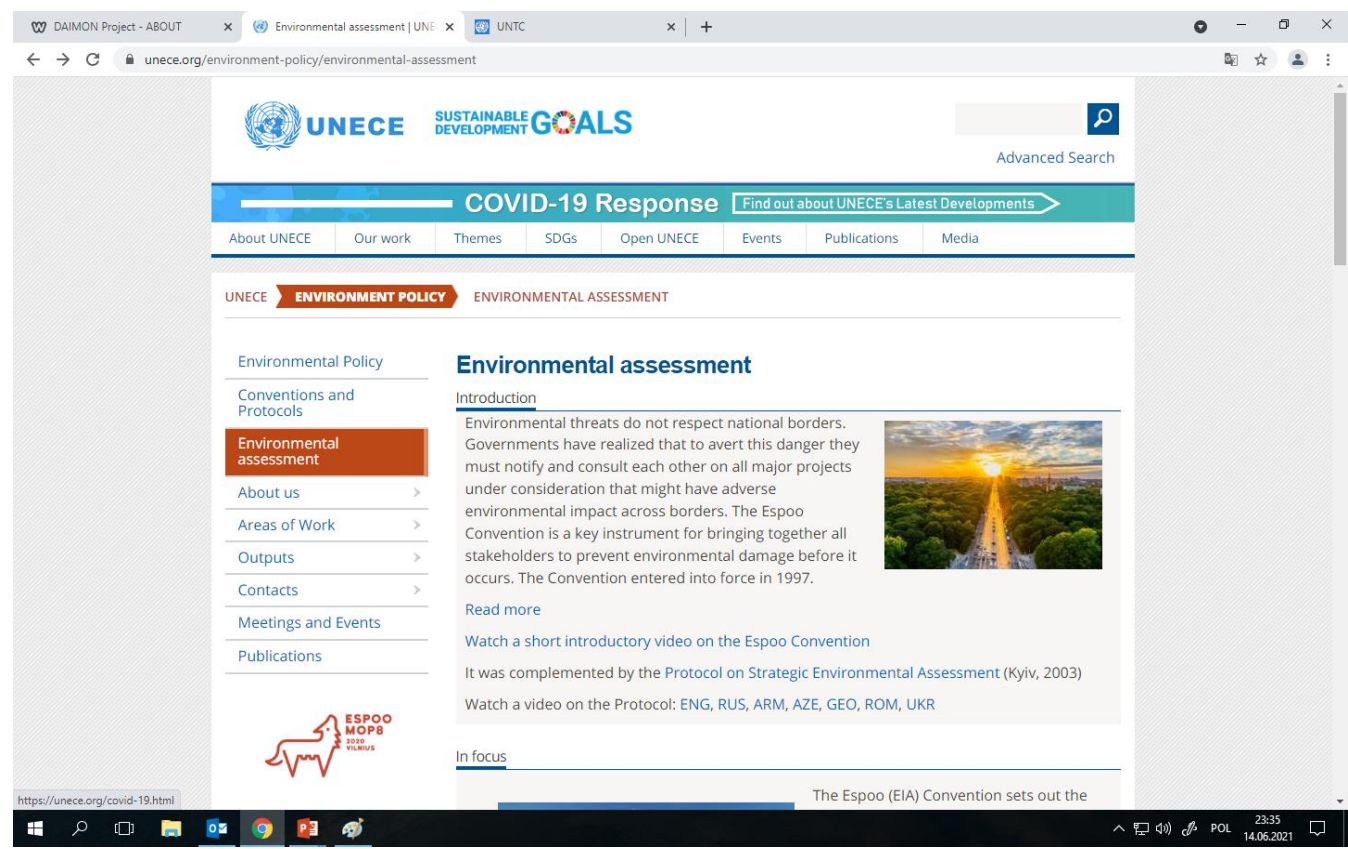 DAIMON Project - ABOUT
Environmental assessment | UNE
UNTC
unece.org/environment-policy/environmental-assessment
UNECE
SUSTAINABLE DEVELOPMENT GOALS
Advanced Search
COVID-19 Response Find out about UNECE's Latest Developments
About UNECE Our work Themes SDGs Open UNECE Events Publications Media
UNECE ENVIRONMENT POLICY ENVIRONMENTAL ASSESSMENT
Environmental Policy
Conventions and
Protocols
Environmental
assessment
About us
Areas of Work
Outputs
Contacts
Meetings and Events
Publications
ESPOO
MOP8
2020
VILNIUS
Environmental assessment
Introduction
Environmental threats do not respect national borders.
Governments have realized that to avert this danger they
must notify and consult each other on all major projects
under consideration that might have adverse
environmental impact across borders. The Espoo
Convention is a key instrument for bringing together all
stakeholders to prevent environmental damage before it
occurs. The Convention entered into force in 1997.
Read more
Watch a short introductory video on the Espoo Convention
It was complemented by the Protocol on Strategic Environmental Assessment (Kyiv, 2003)
Watch a video on the Protocol: ENG, RUS, ARM, AZE, GEO, ROM, UKR
In focus
The Espoo (EIA) Convention sets out the
https://unece.org/covid-19.html
POL
23:35
14.06.2021